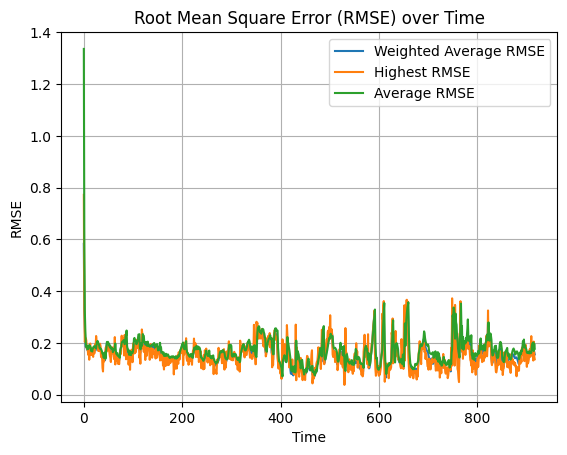 Root Mean Square Error (RMSE) over Time
Weighted Average RMSE
Highest RMSE
Average RMSE
RMSE
1.4
1.2
1.0
0.8
0.6
0.4
0.2
0.0
0
200
400
600
800
Time